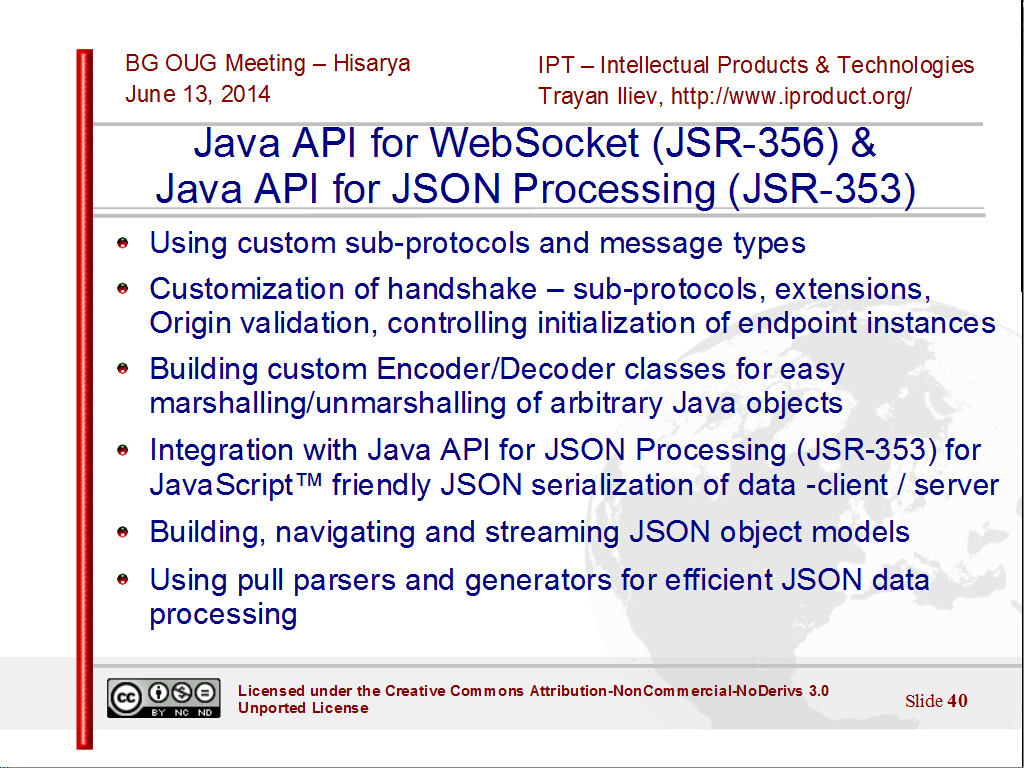 BG OUG Meeting – Hisarya
June 13, 2014
IPT – Intellectual Products & Technologies
Trayan Iliev, http://www.iproduct.org/
Java API for WebSocket (JSR-356) &
Java API for JSON Processing (JSR-353)
Using custom sub-protocols and message types
Customization of handshake – sub-protocols, extensions,
Origin validation, controlling initialization of endpoint instances
Building custom Encoder/Decoder classes for easy
marshalling/unmarshalling of arbitrary Java objects
Integration with Java API for JSON Processing (JSR-353) for
JavaScript™ friendly JSON serialization of data -client / server
Building, navigating and streaming JSON object models
Using pull parsers and generators for efficient JSON data
processing
cc
BY NC ND
Licensed under the Creative Commons Attribution-NonCommercial-NoDerivs 3.0
Unported License
Slide 40